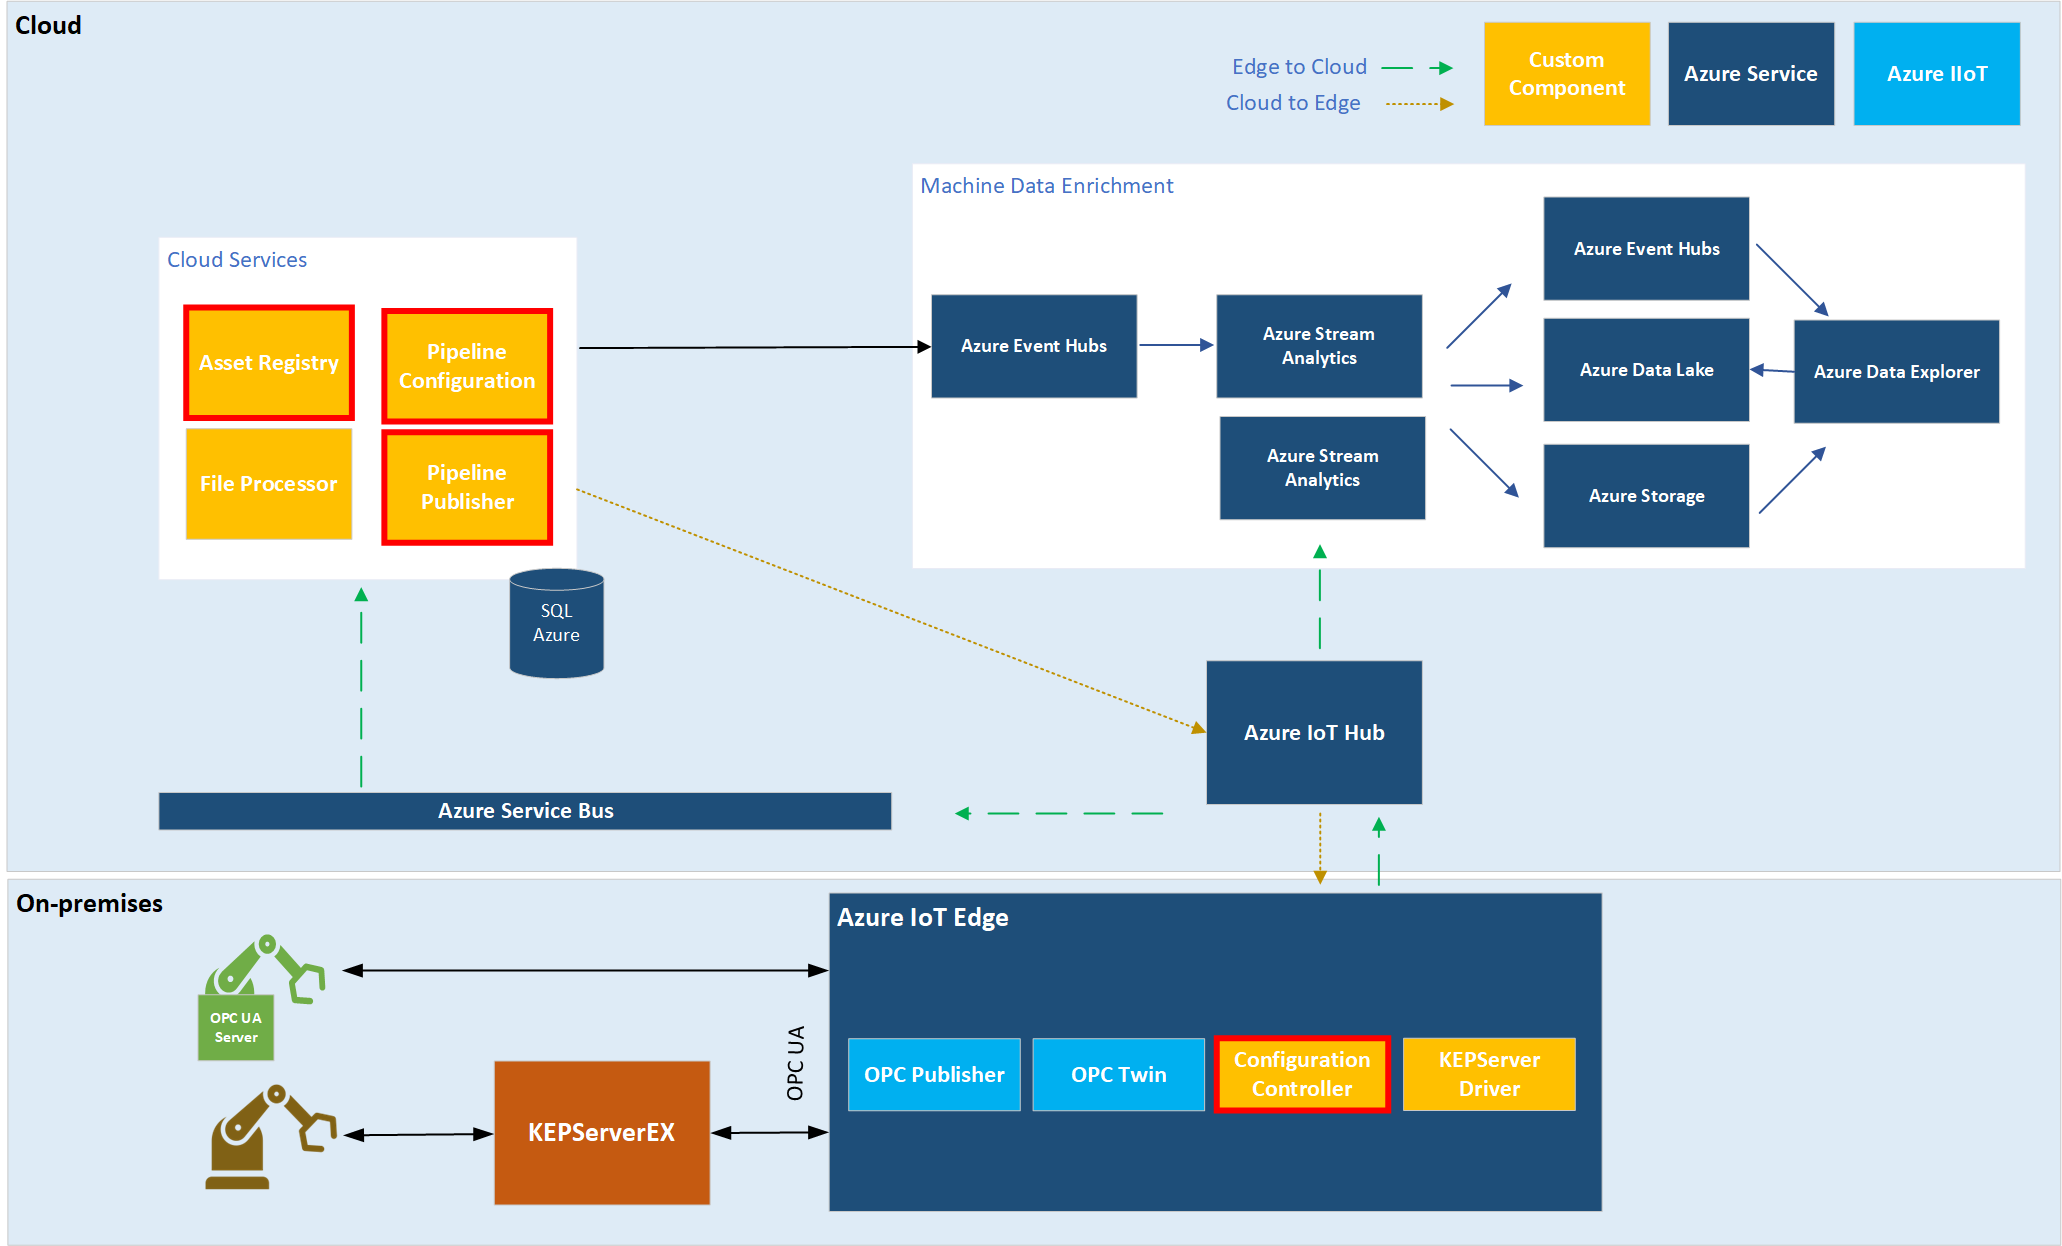 Cloud
Edge to Cloud
Cloud to Edge
Custom
Component
Azure Service
Azure IIoT
Machine Data Enrichment
Cloud Services
Asset Registry
Pipeline
Configuration
File Processor
Pipeline
Publisher
SQL
Azure
Azure Event Hubs
Azure Stream
Analytics
Azure Stream
Analytics
Azure Event Hubs
Azure Data Lake
Azure Storage
Azure Data Explorer
Azure IoT Hub
Azure Service Bus
On-premises
Azure IoT Edge
OPC UA
Server
OPC UA
KEPServerEX
OPC Publisher
OPC Twin
Configuration
Controller
KEPServer
Driver